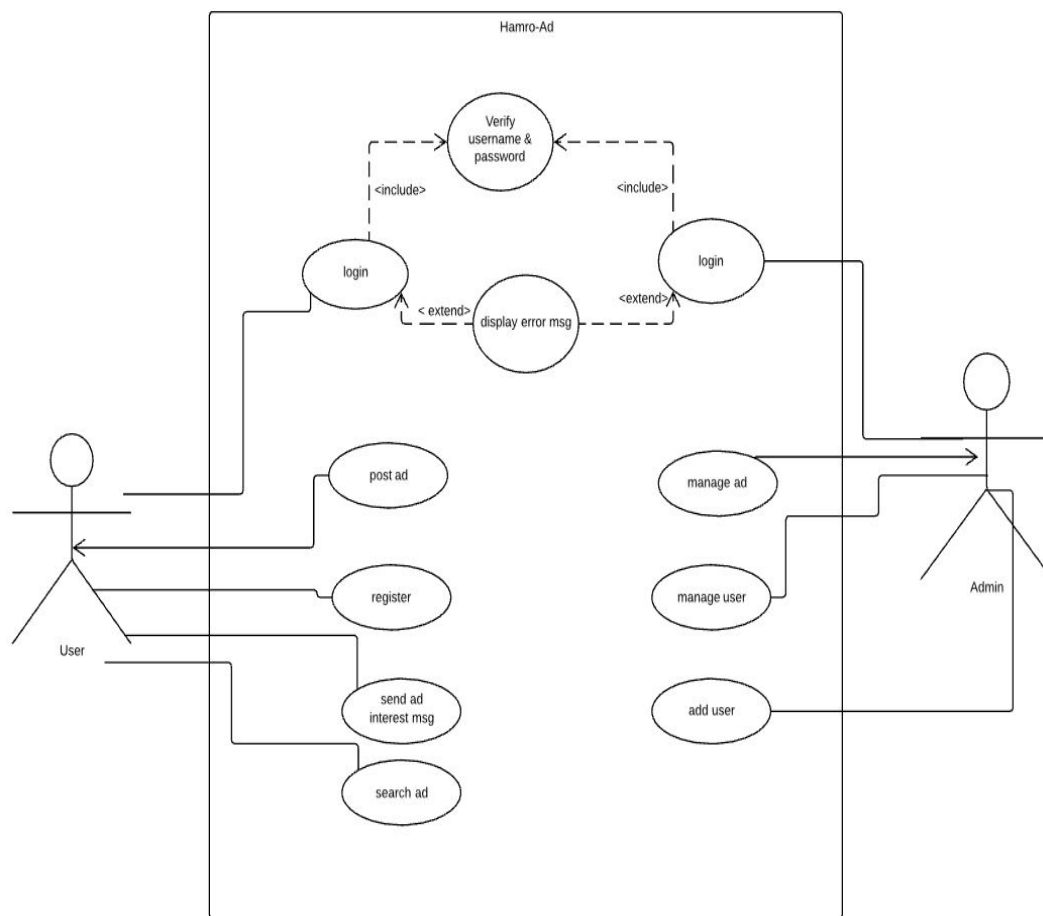 Hamro-Ad
Verify
username &
password
<include>
<include>
login
login
< extend>
<extend>
display error msg
post ad
manage ad
register
manage user
Admin
User
send ad
interest msg
add user
search ad